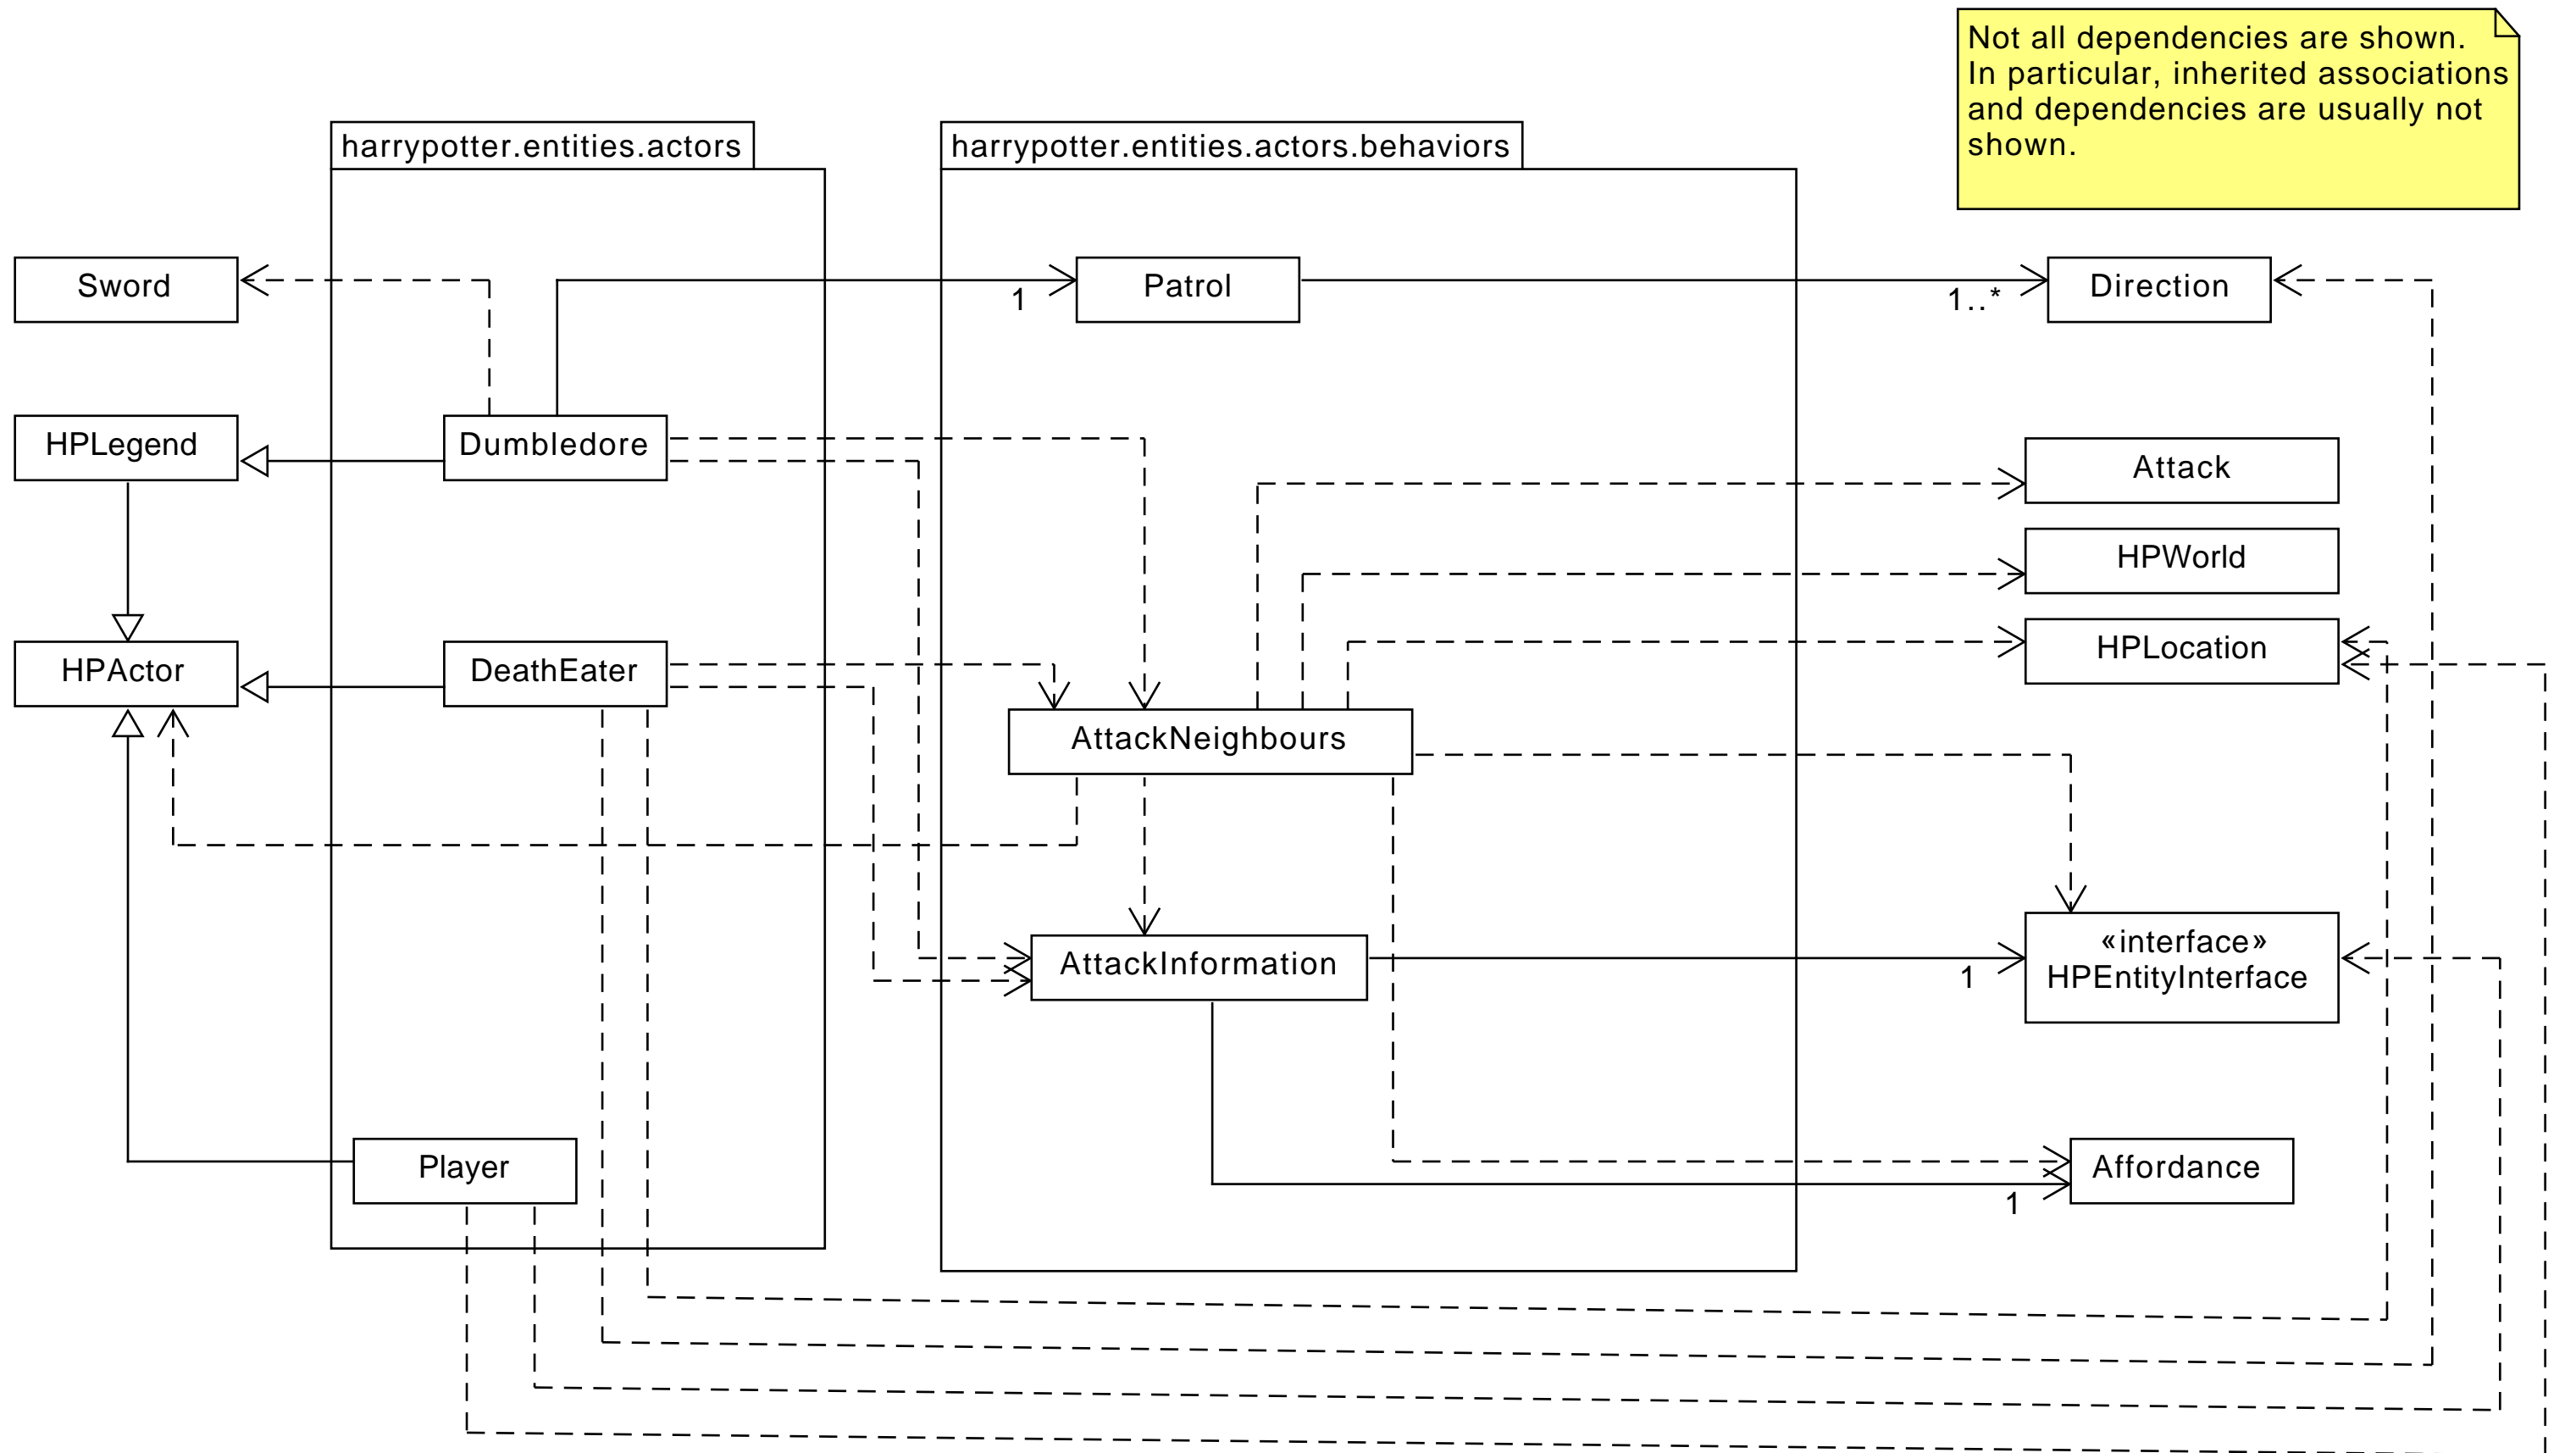 Not all dependencies are shown.
In particular, inherited associations
and dependencies are usually not
shown.
harrypotter.entities.actors
harrypotter.entities.actors.behaviors
Sword
Patrol
Direction
1
1..*
HPLegend
Dumbledore
Attack
HPWorld
HPLocation
HPActor
DeathEater
AttackNeighbours
AttackInformation
«interface»
HPEntityInterface
1
Player
Affordance
1